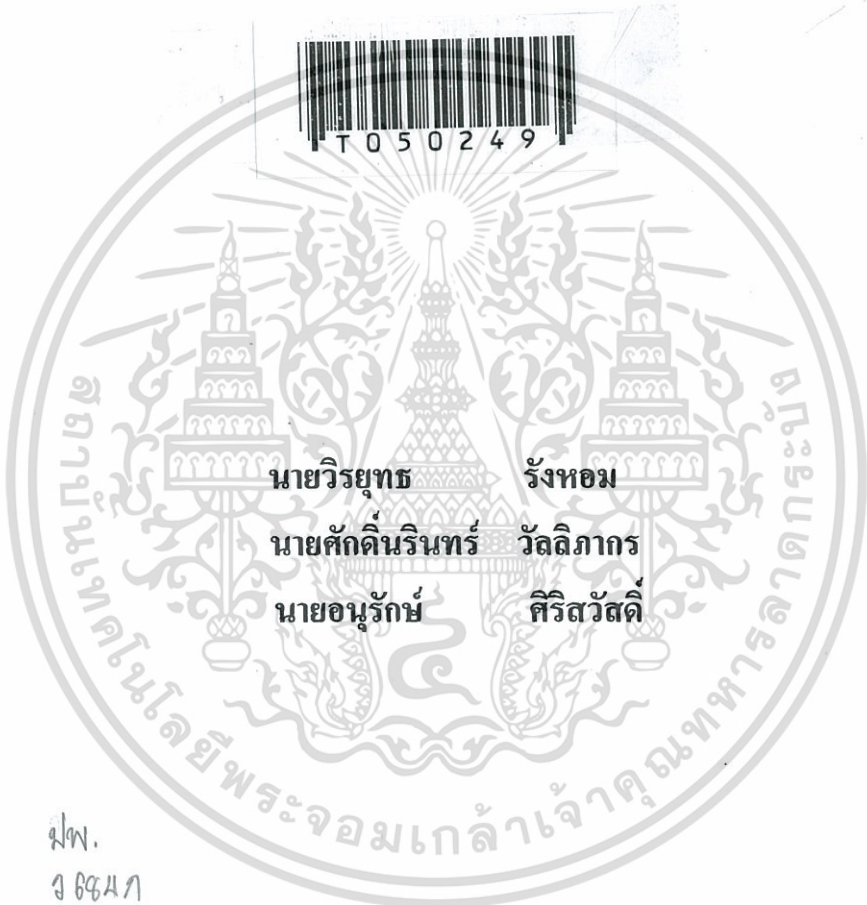 T050249
นายวิรยุทธ รังหอม
นายศักดิ์นรินทร์ วัลลิภากร
นายอนุรักษ์ ศิริสวัสดิ์
สถาบันเทคโนโลยีพระจอมเกล้าเจ้าคุณทหารลาดกระบัง
ปพ.